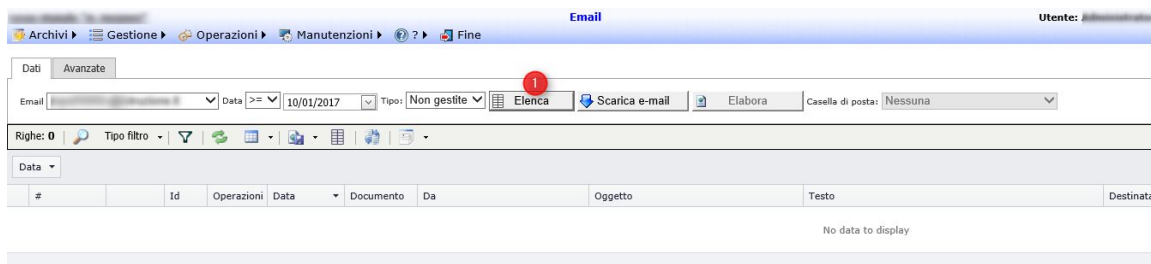 Email Utente:
Archivi Gestione Operazioni Manutenzioni ? Fine
Dati Avanzate
1
Email Data >= 10/01/2017 Tipo: Non gestite Elenca Scarica e-mail Elabora Casella di posta: Nessuna
Righe: 0 Tipo filtro
Data
# Id Operazioni Data Documento Da Oggetto Testo Destinata
No data to display